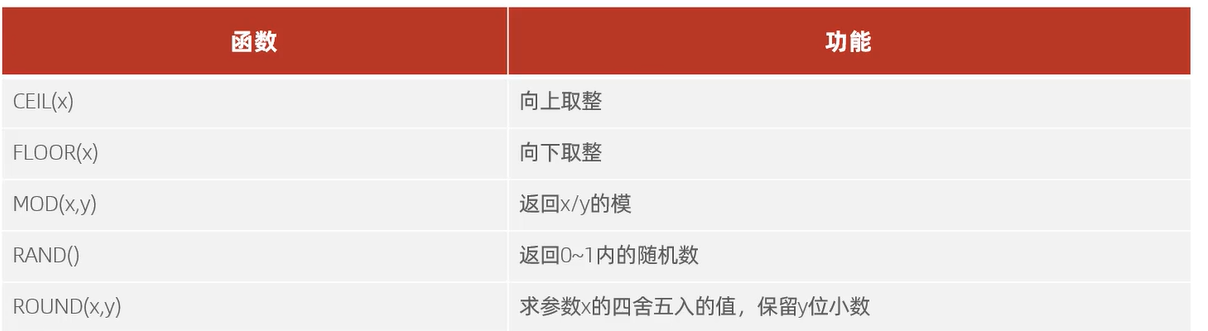 函数 功能
CEIL(x) 向上取整
FLOOR(x) 向下取整
MOD(x,y) 返回x/y的模
RAND() 返回0~1内的随机数
ROUND(x,y) 求参数x的四舍五入的值，保留y位小数